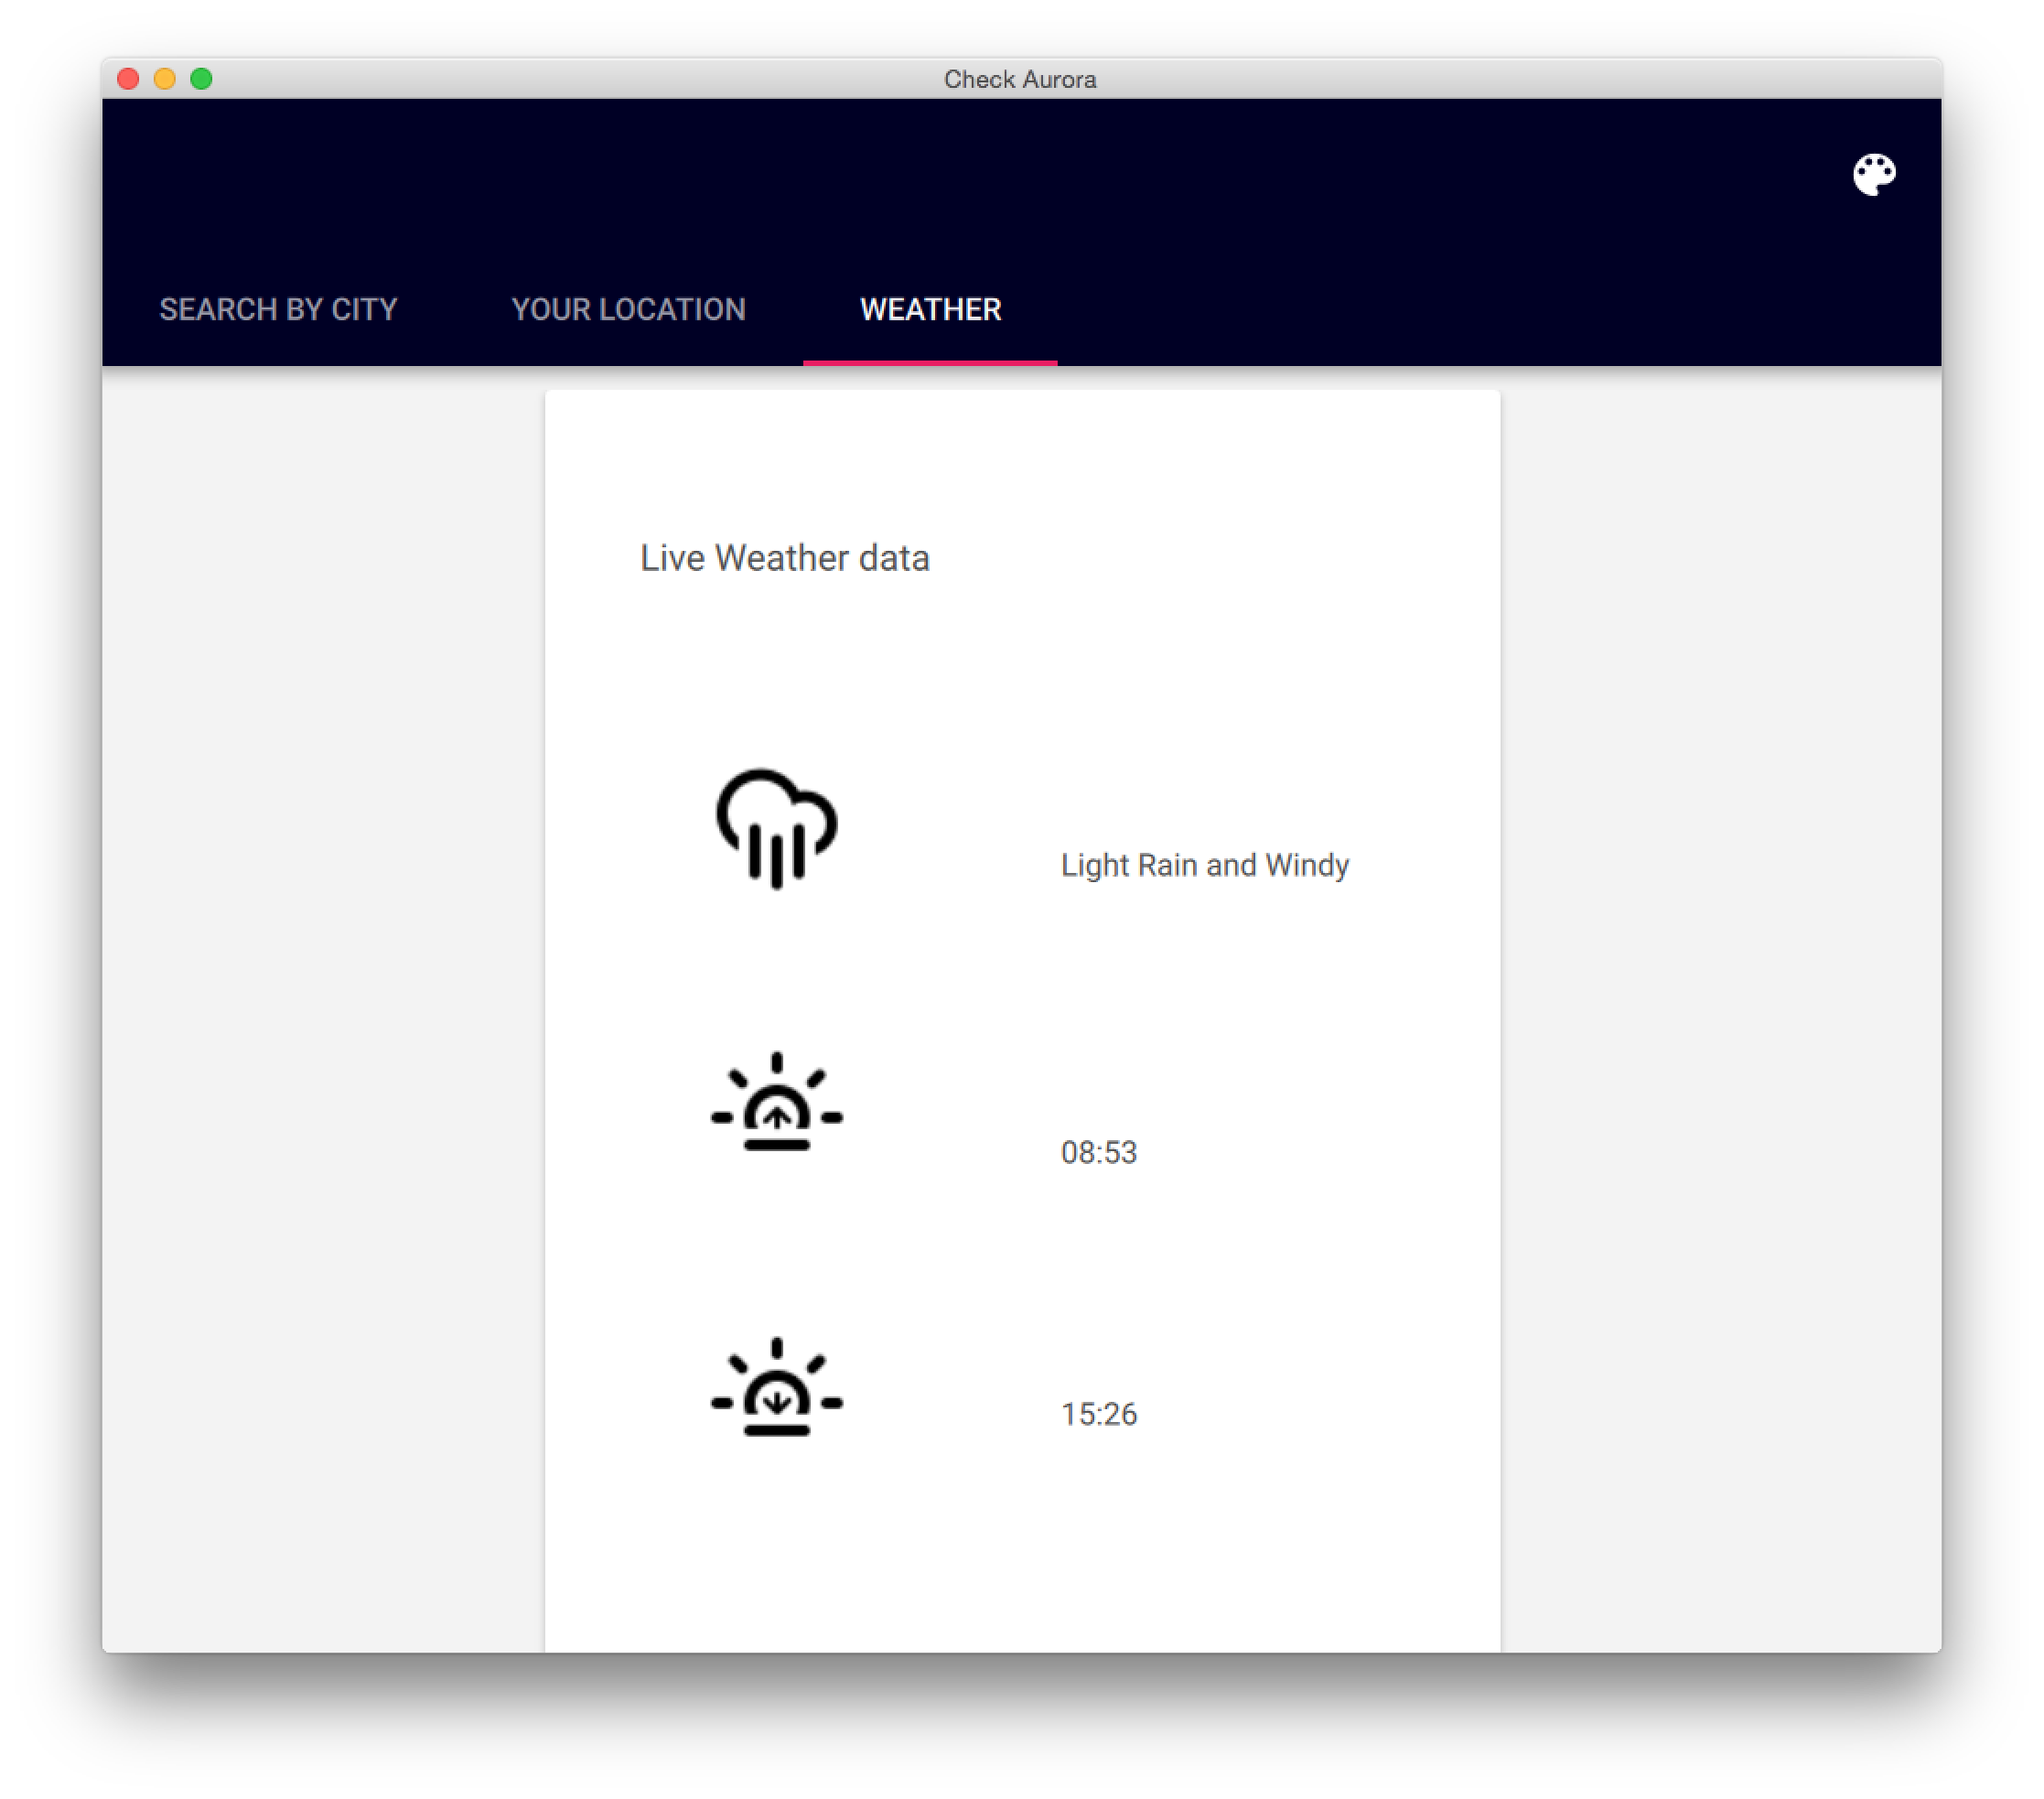 Check Aurora
SEARCH BY CITY YOUR LOCATION WEATHER
Live Weather data
Light Rain and Windy
08:53
15:26